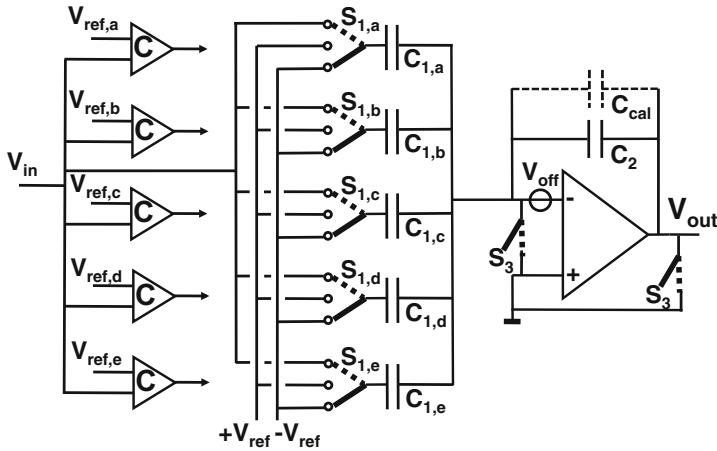 V_ref,a
C
S_1,a
C_1,a
V_ref,b
C
S_1,b
C_1,b
V_in
V_ref,c
C
S_1,c
C_1,c
V_ref,d
C
S_1,d
C_1,d
V_ref,e
C
S_1,e
C_1,e
+V_ref -V_ref
C_cal
C_2
V_off
-
+
V_out
S_3
S_3